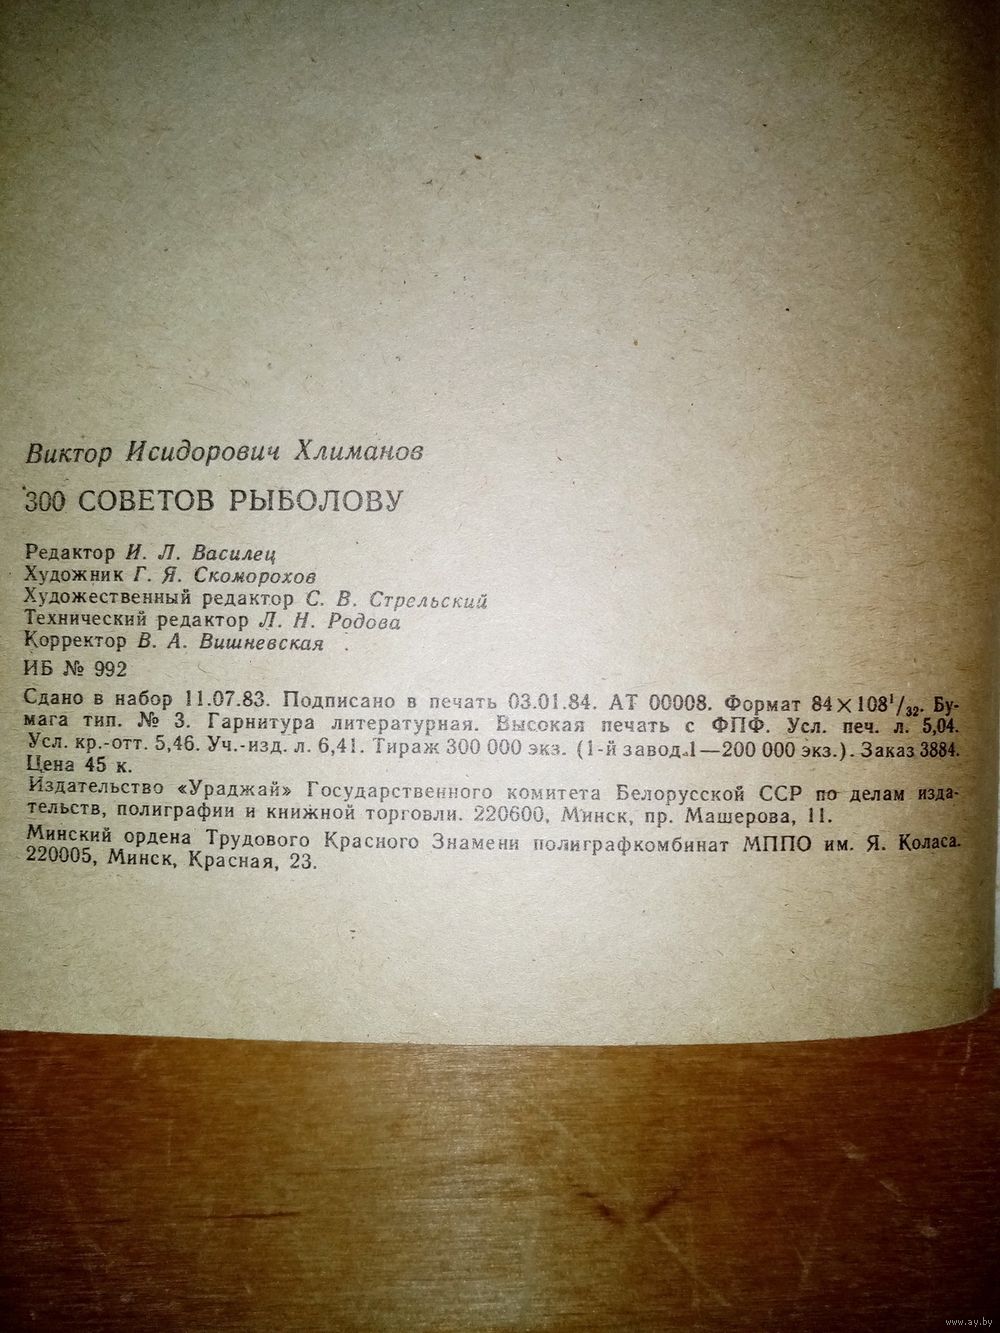 Виктор Исидорович Хлиманов
300 СОВЕТОВ РЫБОЛОВУ
Редактор И. Л. Василец
Художник Г. Я. Скоморохов
Художественный редактор С. В. Стрельский
Технический редактор Л. Н. Родова
Корректор В. А. Вишневская
ИБ № 992
Сдано в набор 11.07.83. Подписано в печать 03.01.84. АТ 00008. Формат 84×108¹/₃₂. Бу-
мага тип. № 3. Гарнитура литературная. Высокая печать с ФПФ. Усл. печ. л. 5,04.
Усл. кр.-отт. 5,46. Уч.-изд. л. 6,41. Тираж 300 000 экз. (1-й завод 1—200 000 экз.). Заказ 3884.
Цена 45 к.
Издательство «Ураджай» Государственного комитета Белорусской ССР по делам изда-
тельств, полиграфии и книжной торговли. 220600, Минск, пр. Машерова, 11.
Минский ордена Трудового Красного Знамени полиграфкомбинат МППО им. Я. Коласа.
220005, Минск, Красная, 23.
www.ay.by